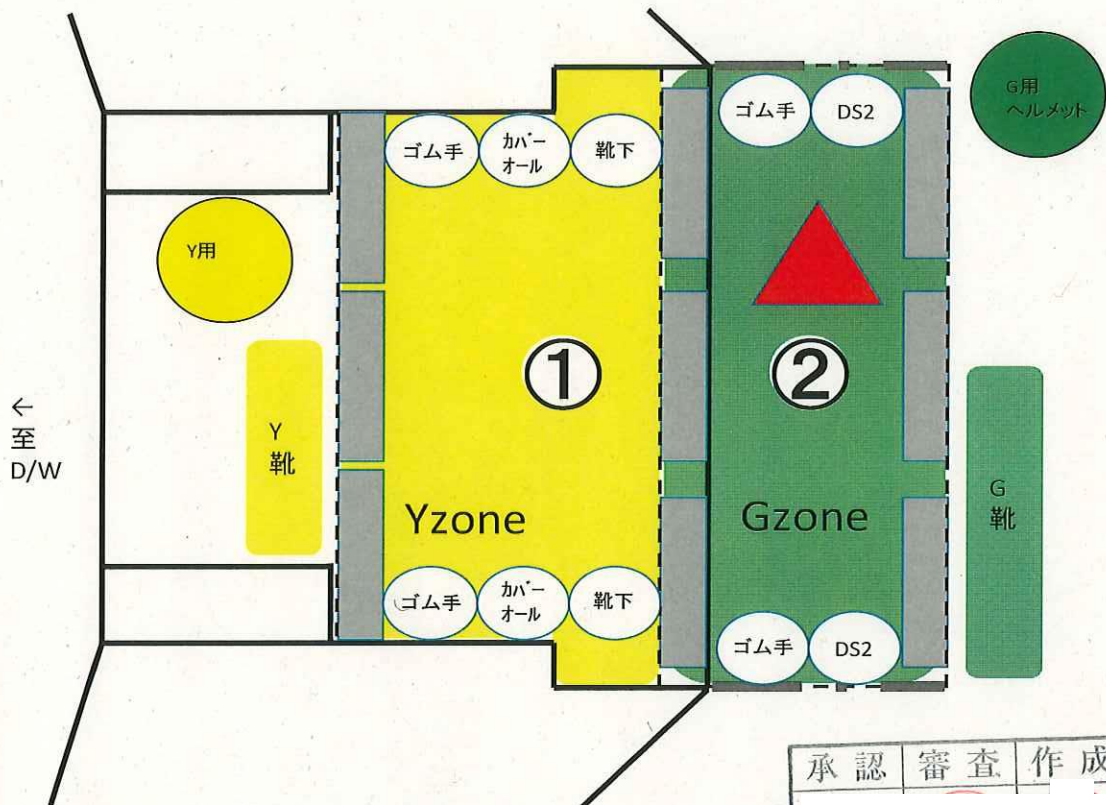 G用
ヘルメット
ゴム手
カバー
オール
靴下
ゴム手
DS2
Y用
①
②
←
至
D/W
Y
靴
Yzone
Gzone
G
靴
ゴム手
カバー
オール
靴下
ゴム手
DS2
承認 審査 作成